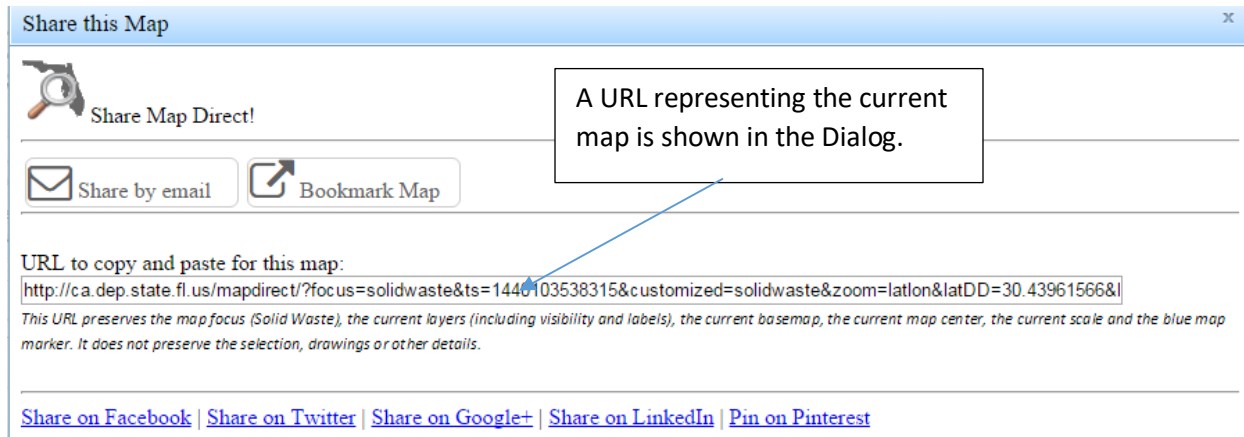 Share this Map
x
Share Map Direct!
A URL representing the current
map is shown in the Dialog.
Share by email
Bookmark Map
URL to copy and paste for this map:
http://ca.dep.state.fl.us/mapdirect/?focus=solidwaste&ts=1440103538315&customized=solidwaste&zoom=latlon&latDD=30.43961566&l
This URL preserves the map focus (Solid Waste), the current layers (including visibility and labels), the current basemap, the current map center, the current scale and the blue map
marker. It does not preserve the selection, drawings or other details.
Share on Facebook | Share on Twitter | Share on Google+ | Share on LinkedIn | Pin on Pinterest